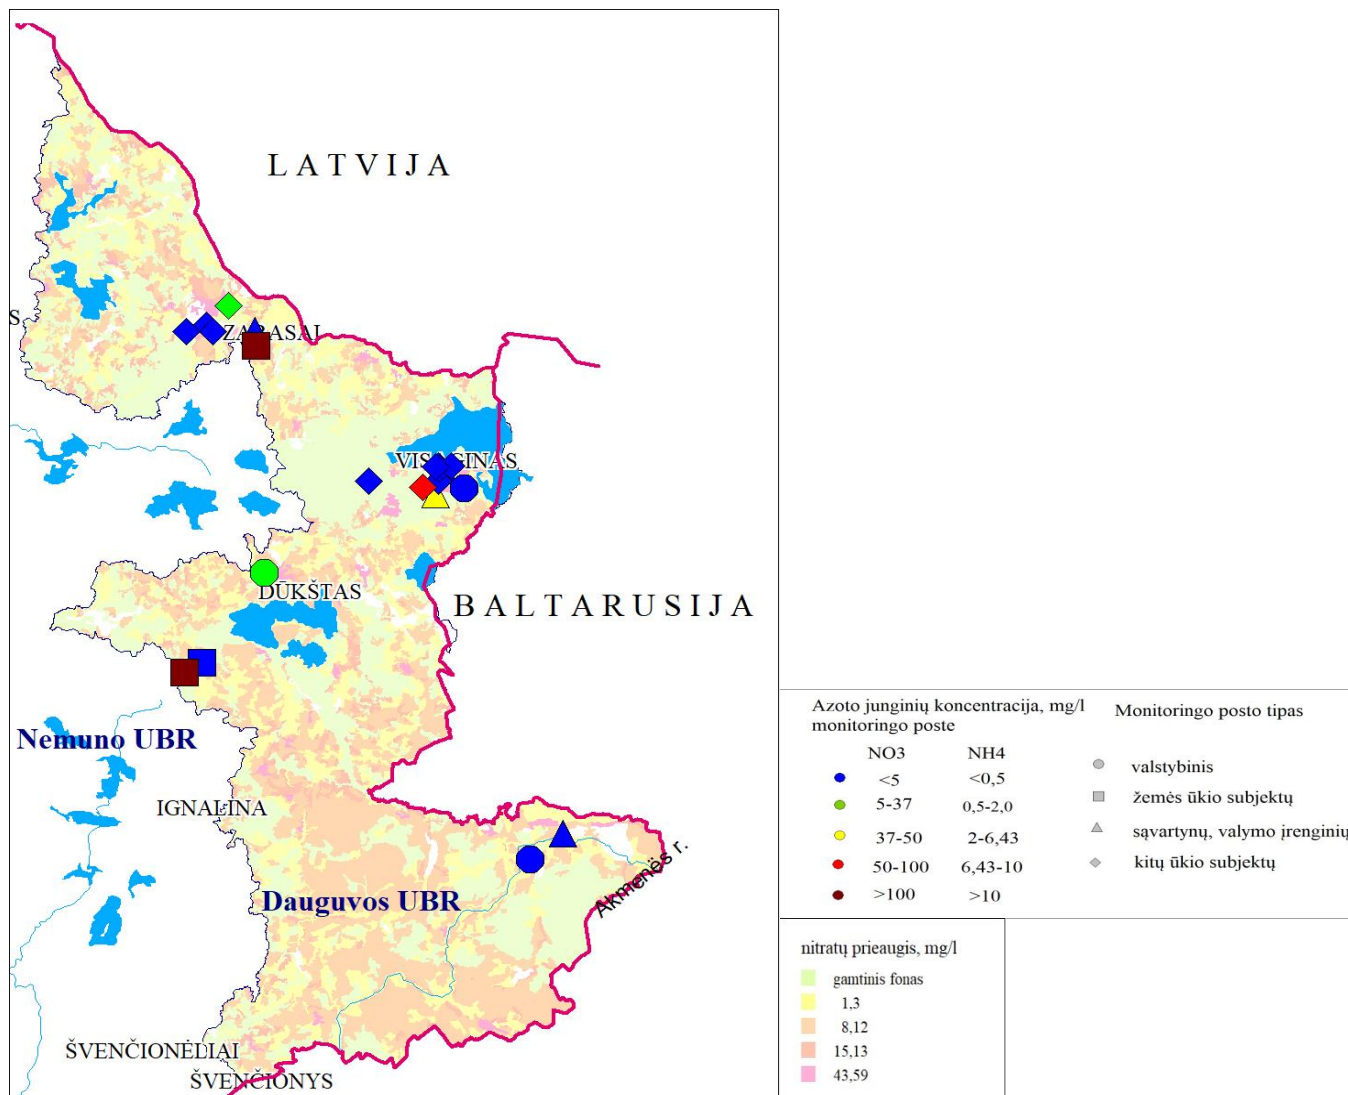 LATVIJA
S
ZARASAI
VISAGINAS
DŪKŠTAS
BALTARUSIJA
Nemuno UBR
IGNALINA
Akmenės r.
Dauguvos UBR
ŠVENČIONĖLIAI
ŠVENČIONYS
Azoto junginių koncentracija, mg/l
monitoringo poste
NO3 NH4
<5 <0,5
5-37 0,5-2,0
37-50 2-6,43
50-100 6,43-10
>100 >10
Monitoringo posto tipas
valstybinis
žemės ūkio subjektų
sąvartynų, valymo įrenginių
kitų ūkio subjektų
nitratų prieaugis, mg/l
gamtinis fonas
1,3
8,12
15,13
43,59